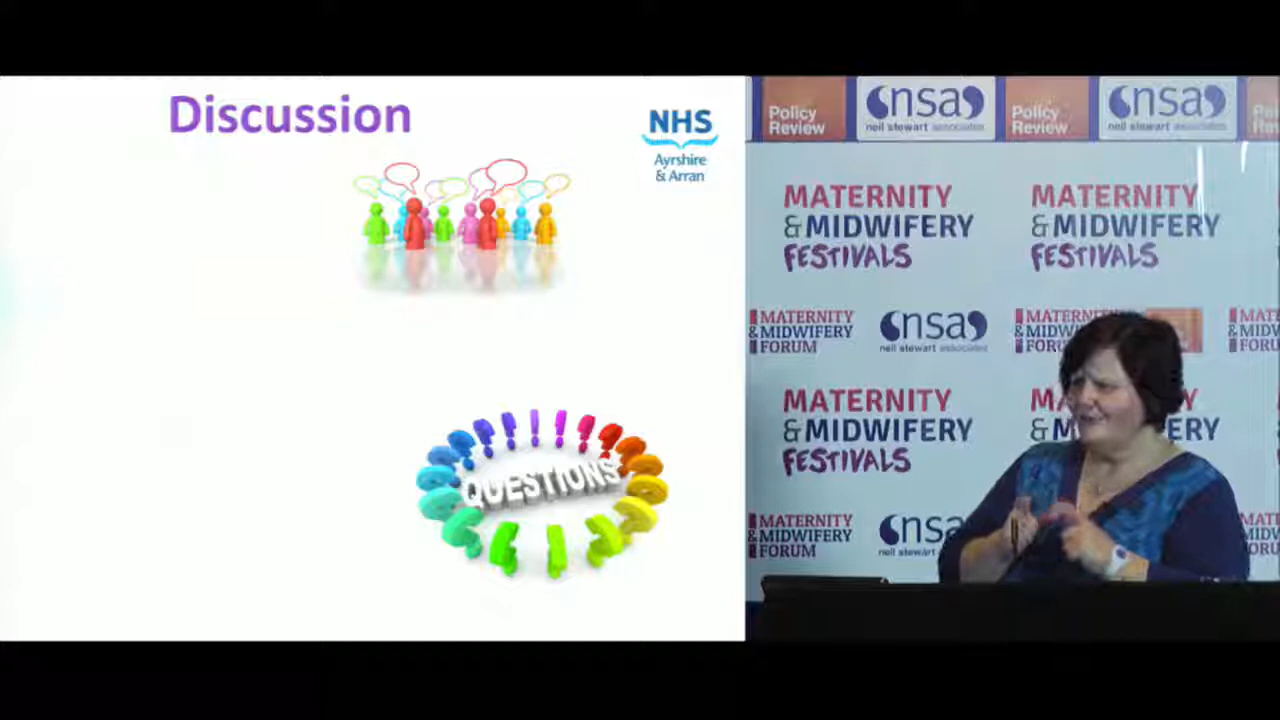 Discussion
NHS
Ayrshire
& Arran
QUESTIONS
Policy
Review
nsa
neil stewart associates
Policy
Review
nsa
neil stewart associates
MATERNITY
& MIDWIFERY
FESTIVALS
MATERNITY
& MIDWIFERY
FESTIVALS
MATERNITY
& MIDWIFERY
FORUM
nsa
neil stewart associates
MATERNITY
& MIDWIFERY
FESTIVALS
MATERNITY
& MIDWIFERY
FORUM